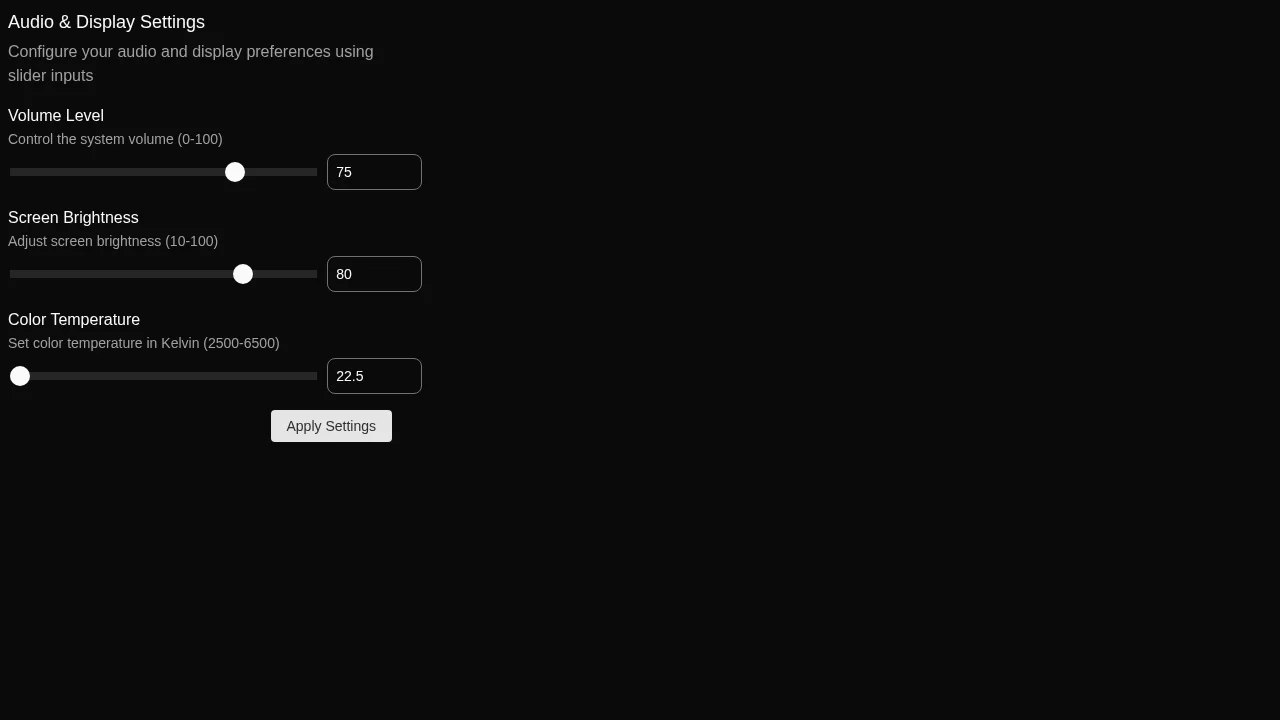 Audio & Display Settings
Configure your audio and display preferences using
slider inputs
Volume Level
Control the system volume (0-100)
75
Screen Brightness
Adjust screen brightness (10-100)
80
Color Temperature
Set color temperature in Kelvin (2500-6500)
22.5
Apply Settings